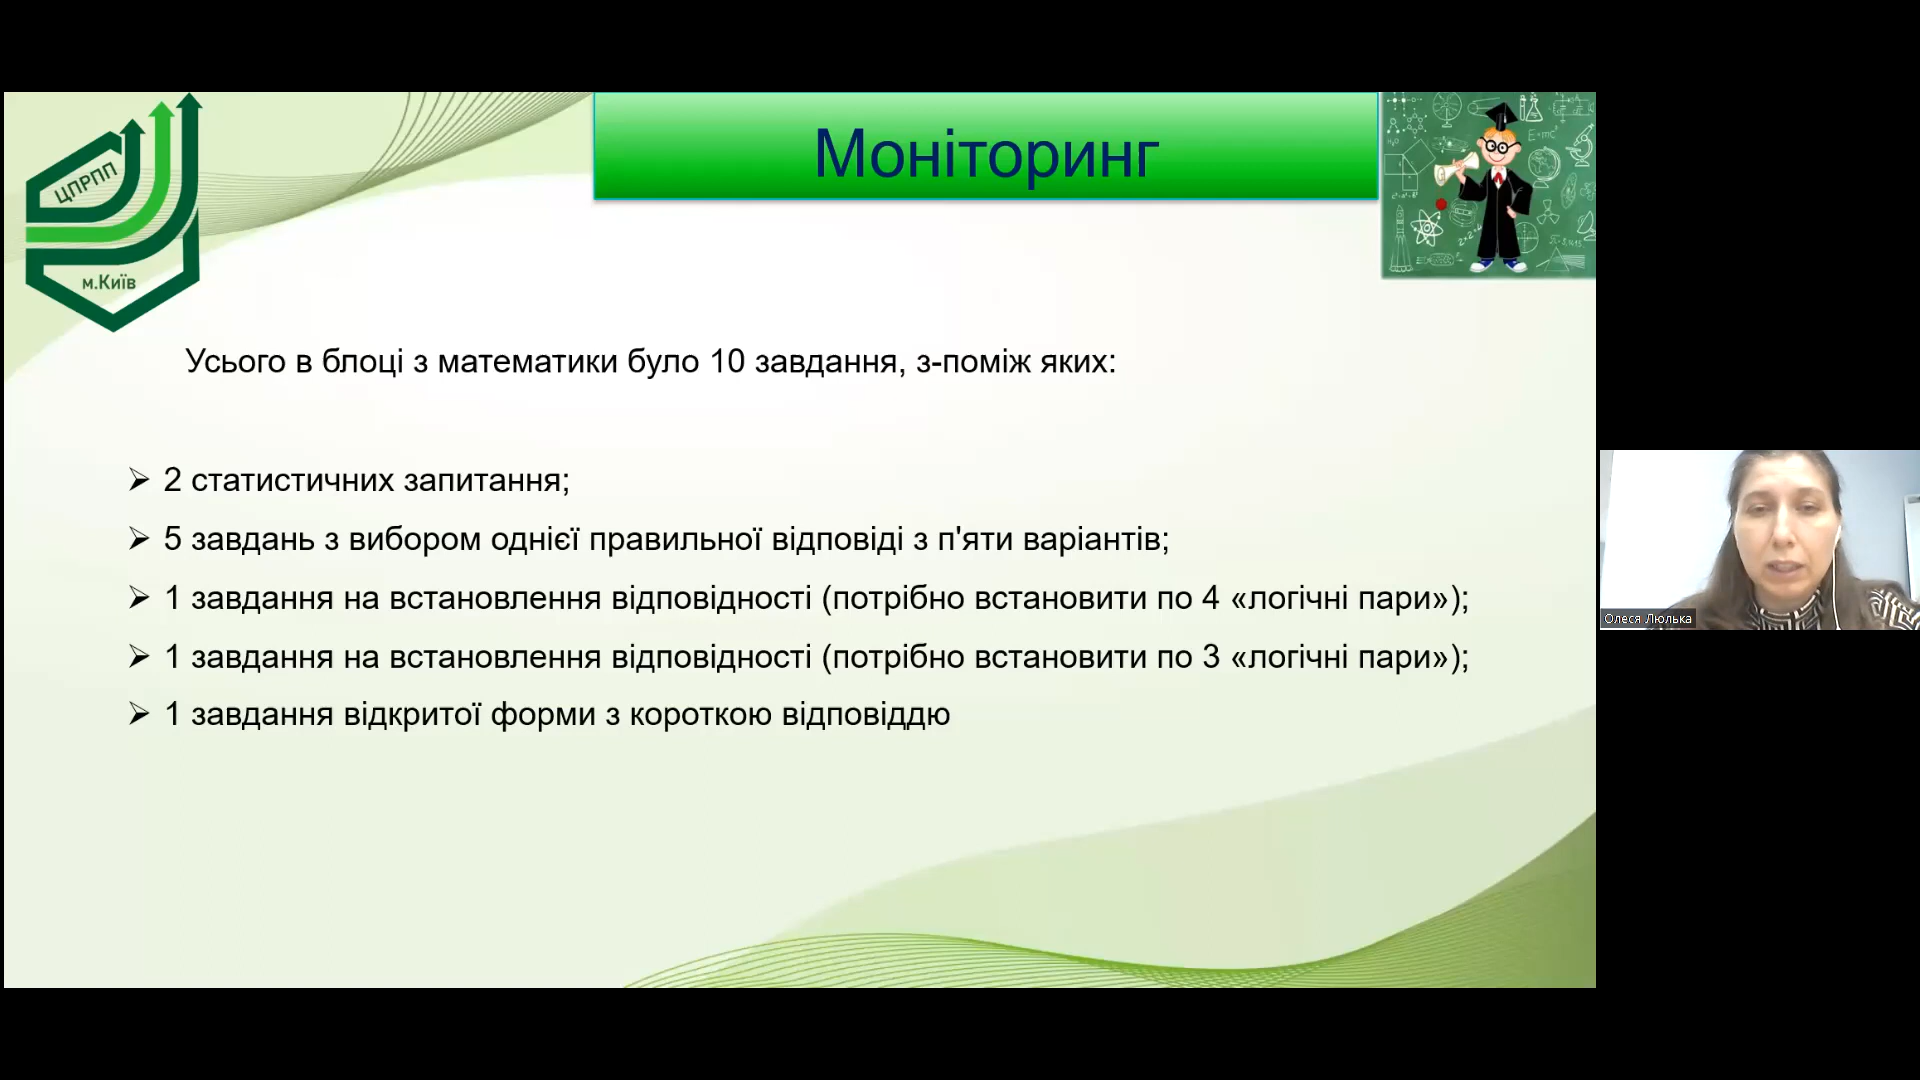 ЦПРПП
м.Київ
Моніторинг
E=mc²
Усього в блоці з математики було 10 завдання, з-поміж яких:
2 статистичних запитання;
5 завдань з вибором однієї правильної відповіді з п'яти варіантів;
1 завдання на встановлення відповідності (потрібно встановити по 4 «логічні пари»);
1 завдання на встановлення відповідності (потрібно встановити по 3 «логічні пари»);
1 завдання відкритої форми з короткою відповіддю
Олеся Люлька